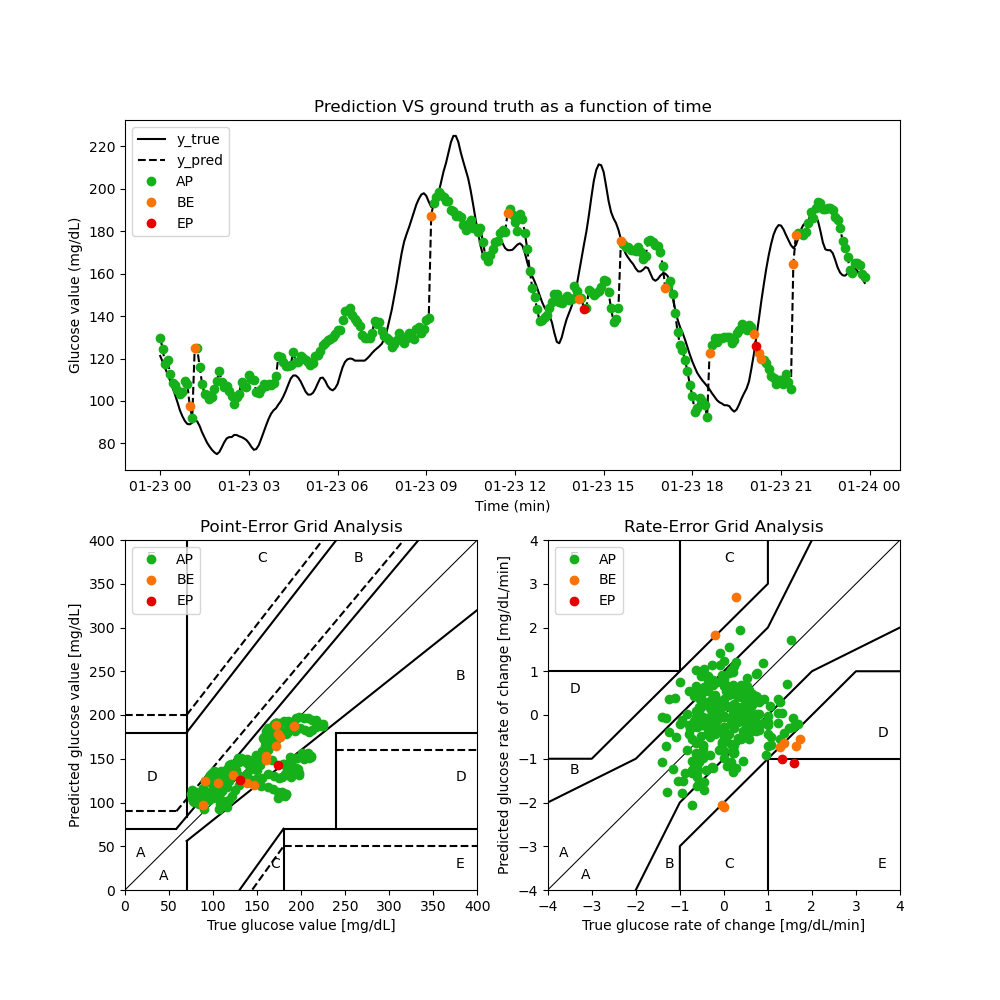 Prediction VS ground truth as a function of time
y_true
y_pred
AP
BE
EP
Glucose value (mg/dL)
220
200
180
160
140
120
100
80
01-23 00 01-23 03 01-23 06 01-23 09 01-23 12 01-23 15 01-23 18 01-23 21 01-24 00
Time (min)
Point-Error Grid Analysis
AP
BE
EP
C
B
B
D
D
A
A
C
E
Predicted glucose value [mg/dL]
400
350
300
250
200
150
100
50
0
0 50 100 150 200 250 300 350 400
True glucose value [mg/dL]
Rate-Error Grid Analysis
AP
BE
EP
C
D
D
B
A
A
B
C
E
Predicted glucose rate of change [mg/dL/min]
4
3
2
1
0
−1
−2
−3
−4
−4 −3 −2 −1 0 1 2 3 4
True glucose rate of change [mg/dL/min]